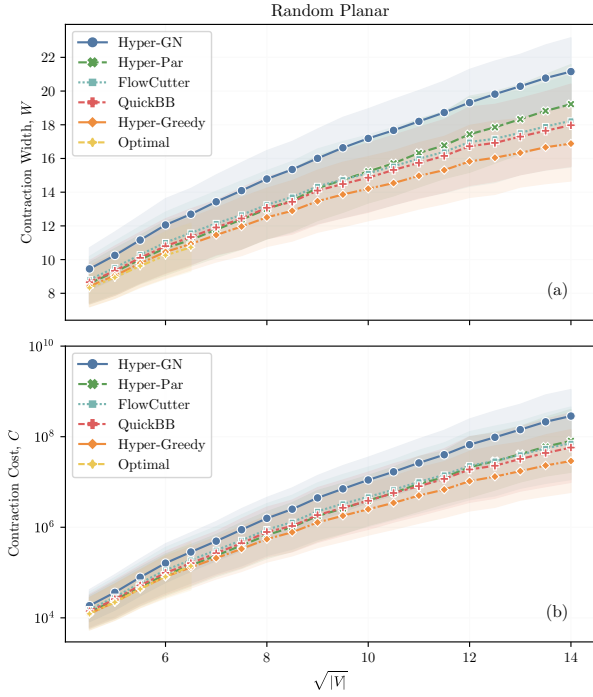 Random Planar
Contraction Width, W
22
20
18
16
14
12
10
8
Hyper-GN
Hyper-Par
FlowCutter
QuickBB
Hyper-Greedy
Optimal
(a)
Contraction Cost, C
10^10
10^8
10^6
10^4
Hyper-GN
Hyper-Par
FlowCutter
QuickBB
Hyper-Greedy
Optimal
(b)
6
8
10
12
14
√|V|